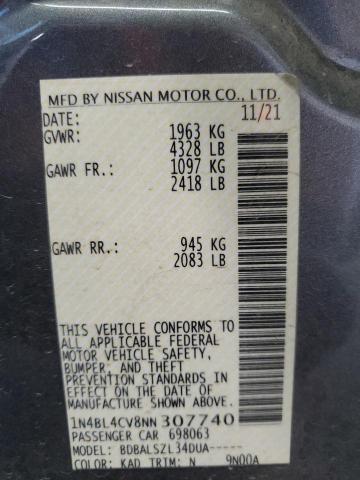 MFD BY NISSAN MOTOR CO., LTD.
DATE: 11/21
GVWR: 1963 KG
4328 LB
GAWR FR.: 1097 KG
2418 LB
GAWR RR.: 945 KG
2083 LB
THIS VEHICLE CONFORMS TO
ALL APPLICABLE FEDERAL
MOTOR VEHICLE SAFETY,
BUMPER, AND THEFT
PREVENTION STANDARDS IN
EFFECT ON THE DATE OF
MANUFACTURE SHOWN ABOVE.
1N4BL4CV8NN307740
PASSENGER CAR 698063
MODEL: BDBALSZL34DUA-----
COLOR: KAD TRIM: N 9N00A